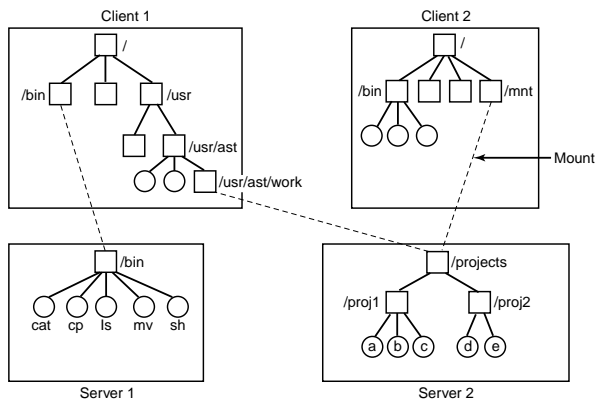 Client 1
Client 2
/
/
/bin
/usr
/bin
/mnt
/usr/ast
Mount
/usr/ast/work
/bin
/projects
/proj1
/proj2
cat cp ls mv sh
a b c d e
Server 1
Server 2